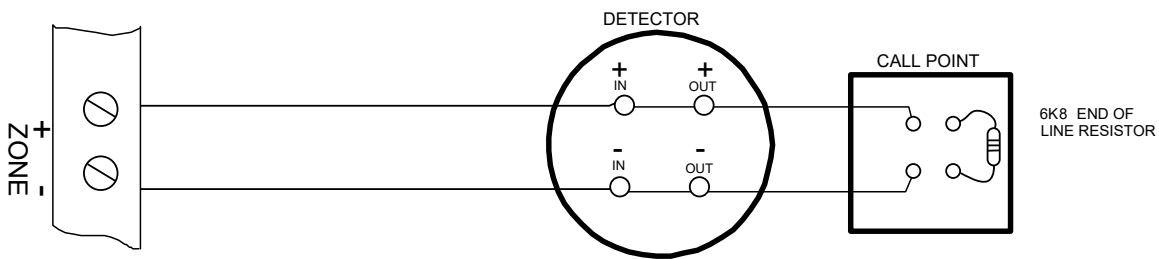 DETECTOR
CALL POINT
+ +
IN OUT
- -
IN OUT
6K8 END OF
LINE RESISTOR
+ ZONE -